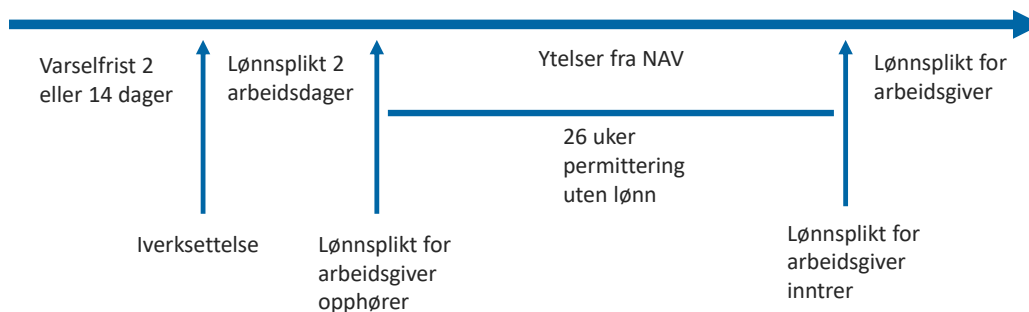 Varselfrist 2
eller 14 dager
Lønnsplikt 2
arbeidsdager
Ytelser fra NAV
Lønnsplikt for
arbeidsgiver
26 uker
permittering
uten lønn
Iverksettelse
Lønnsplikt for
arbeidsgiver
opphører
Lønnsplikt for
arbeidsgiver
inntrer